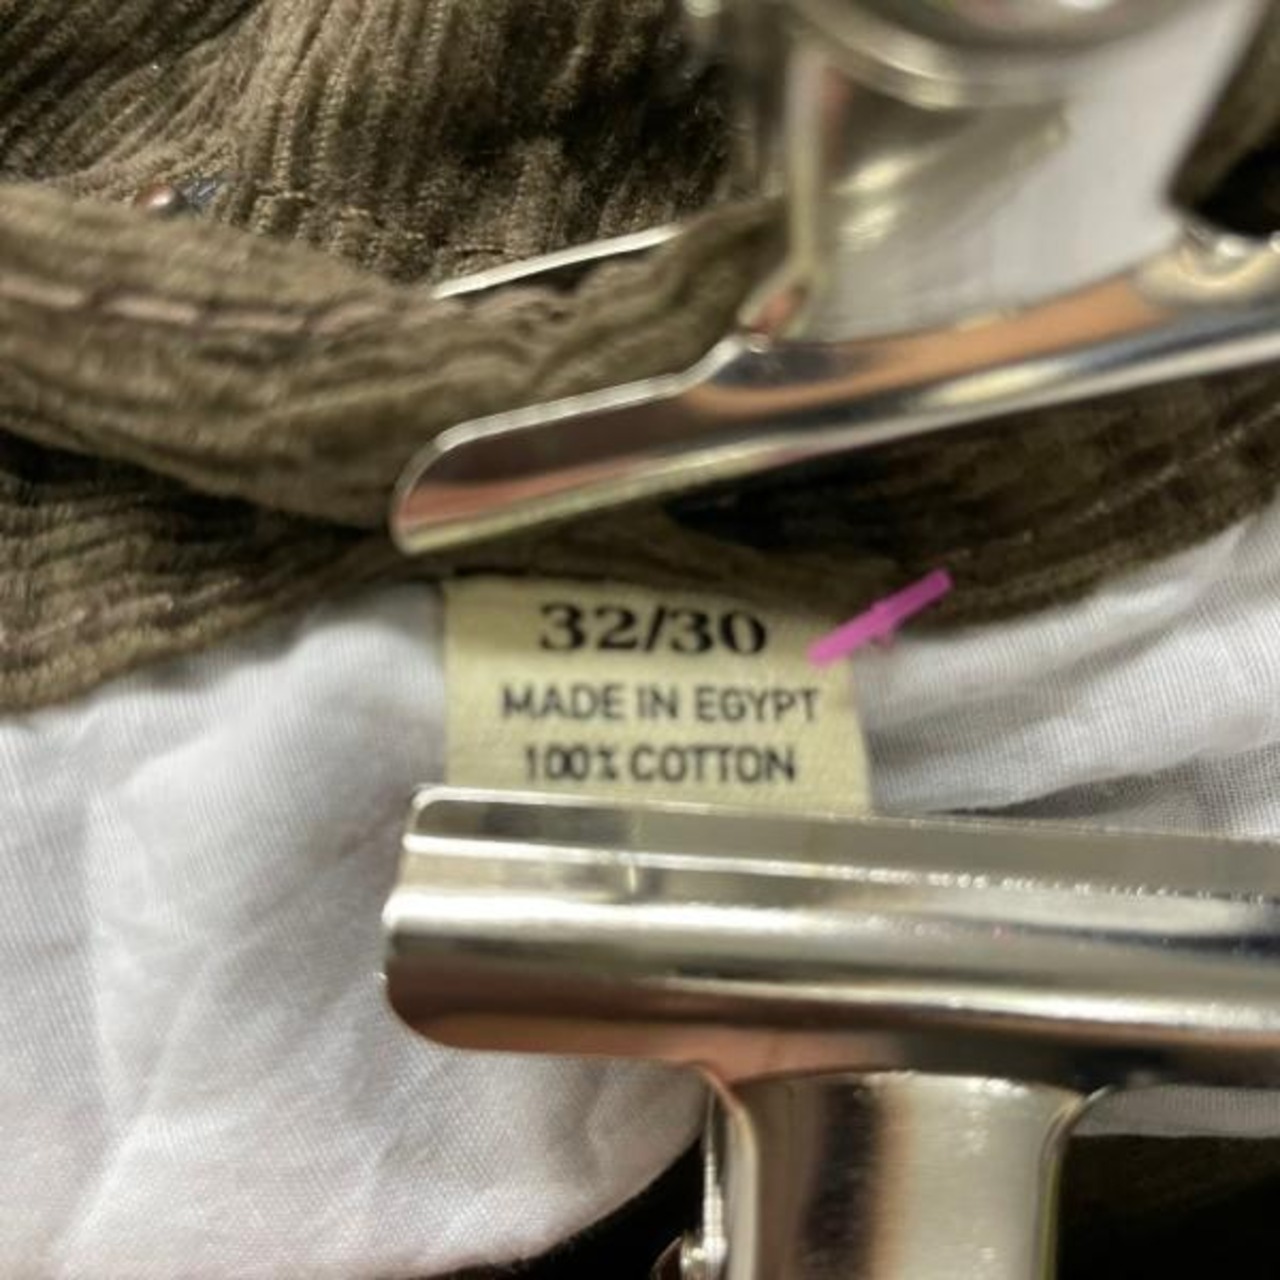 32/30
MADE IN EGYPT
100% COTTON